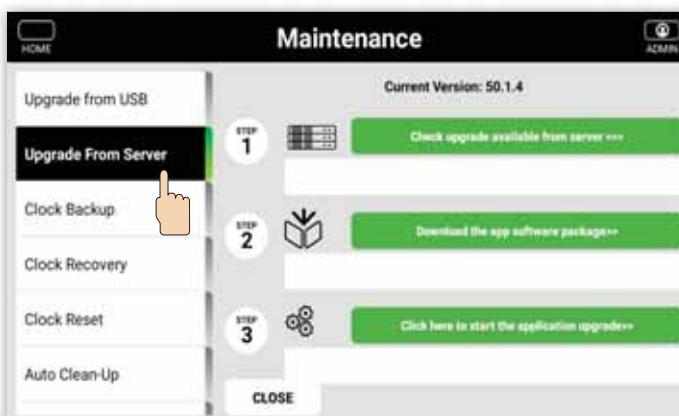 HOME
Maintenance
ADMIN
Upgrade from USB
Upgrade From Server
Clock Backup
Clock Recovery
Clock Reset
Auto Clean-Up
Current Version: 50.1.4
STEP
1
Check upgrade available from server >>>
STEP
2
Download the app software package>>
STEP
3
Click here to start the application upgrade>>
CLOSE